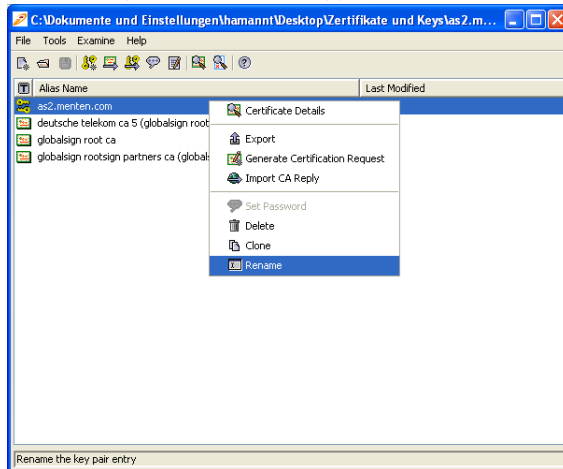 C:\Dokumente und Einstellungen\hamannt\Desktop\Zertifikate und Keys\as2.m...
File Tools Examine Help
Alias Name Last Modified
as2.menten.com
deutsche telekom ca 5 (globalsign root
globalsign root ca
globalsign rootsign partners ca (globals
Certificate Details
Export
Generate Certification Request
Import CA Reply
Set Password
Delete
Clone
Rename
Rename the key pair entry